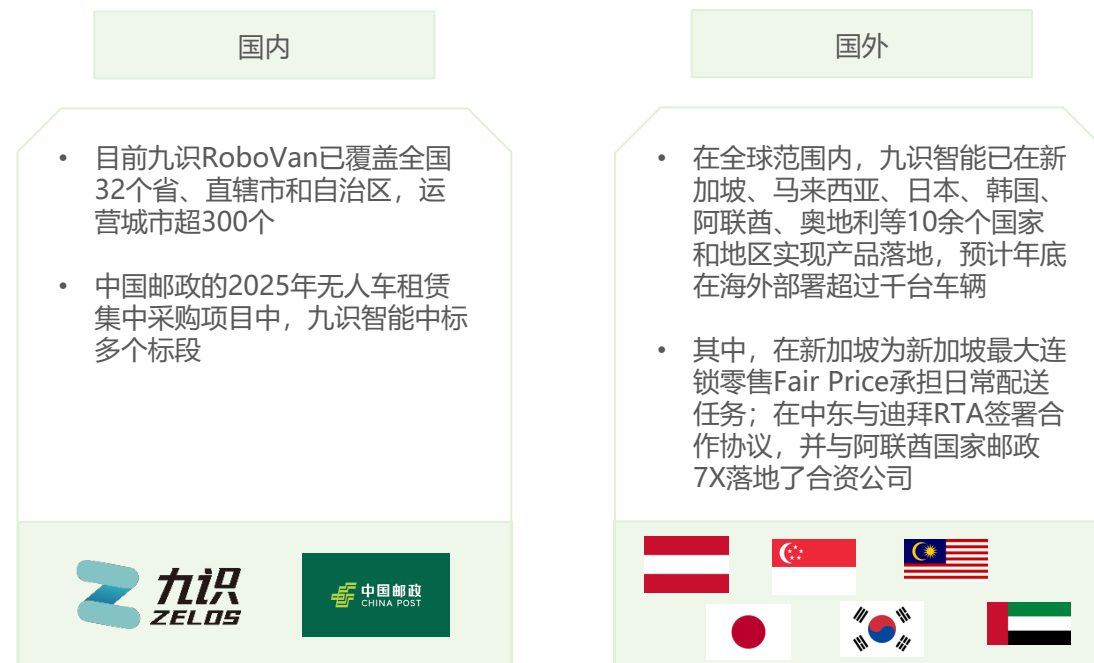 国内
• 目前九识RoboVan已覆盖全国
32个省、直辖市和自治区，运
营城市超300个
• 中国邮政的2025年无人车租赁
集中采购项目中，九识智能中标
多个标段
九识
ZELOS
中国邮政
CHINA POST
国外
• 在全球范围内，九识智能已在新
加坡、马来西亚、日本、韩国、
阿联酋、奥地利等10余个国家
和地区实现产品落地，预计年底
在海外部署超过千台车辆
• 其中，在新加坡为新加坡最大连
锁零售Fair Price承担日常配送
任务；在中东与迪拜RTA签署合
作协议，并与阿联酋国家邮政
7X落地了合资公司